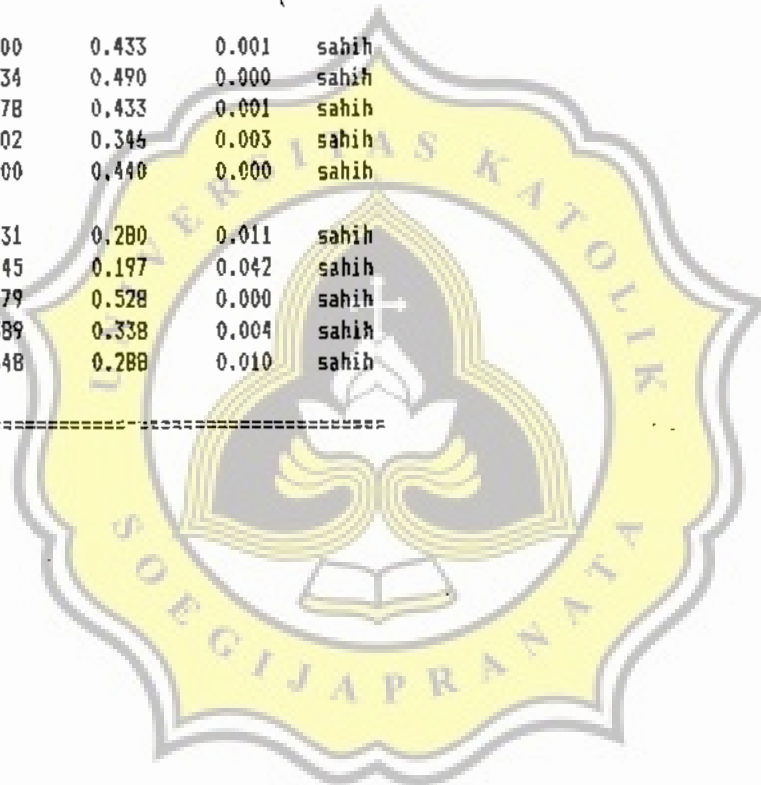 00 0.433 0.001 sahih
34 0.490 0.000 sahih
78 0.433 0.001 sahih
02 0.346 0.003 sahih
00 0.440 0.000 sahih
31 0.280 0.011 sahih
45 0.197 0.042 sahih
79 0.528 0.000 sahih
89 0.338 0.004 sahih
48 0.288 0.010 sahih
UNIVERSITAS KATOLIK
SOEGIJAPRANATA